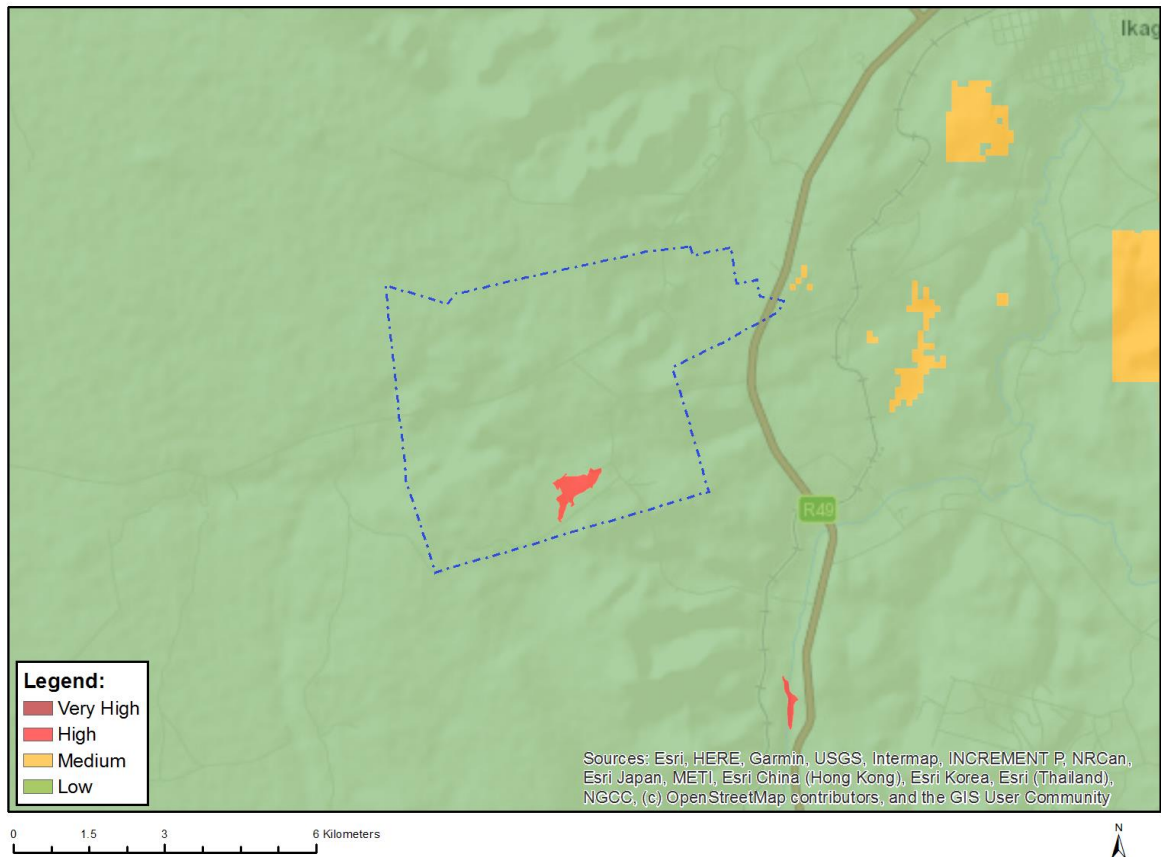 Ikag
R49
Legend:
Very High
High
Medium
Low
Sources: Esri, HERE, Garmin, USGS, Intermap, INCREMENT P, NRCan,
Esri Japan, METI, Esri China (Hong Kong), Esri Korea, Esri (Thailand),
NGCC, (c) OpenStreetMap contributors, and the GIS User Community
0 1.5 3 6 Kilometers
N